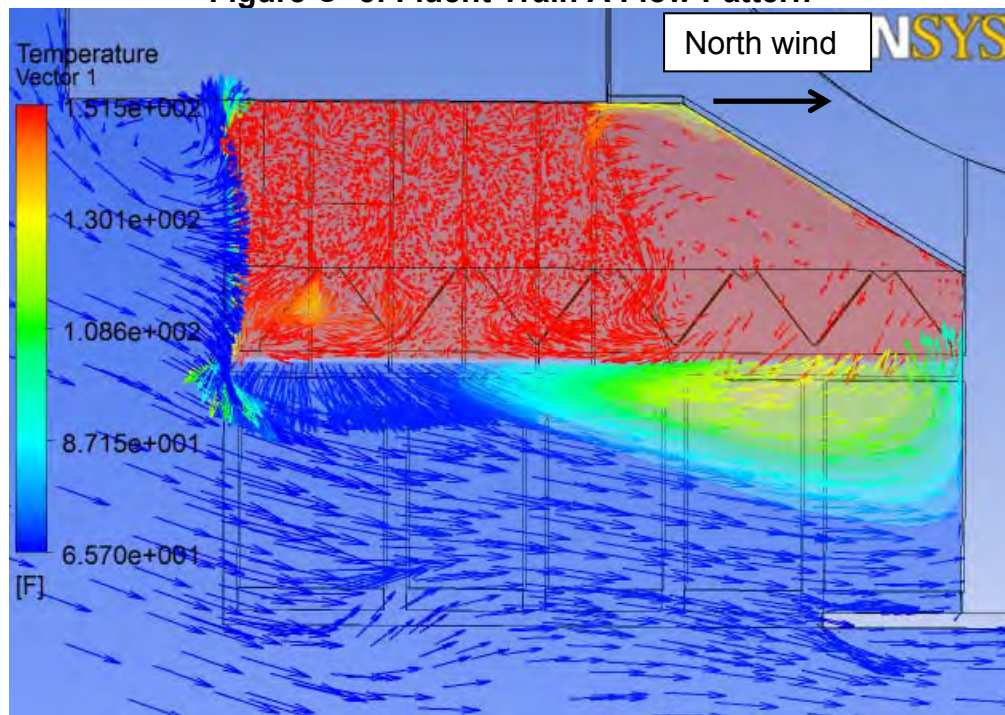 North wind
NSYS
Temperature
Vector 1
1.515e+002
1.301e+002
1.086e+002
8.715e+001
6.570e+001
[F]